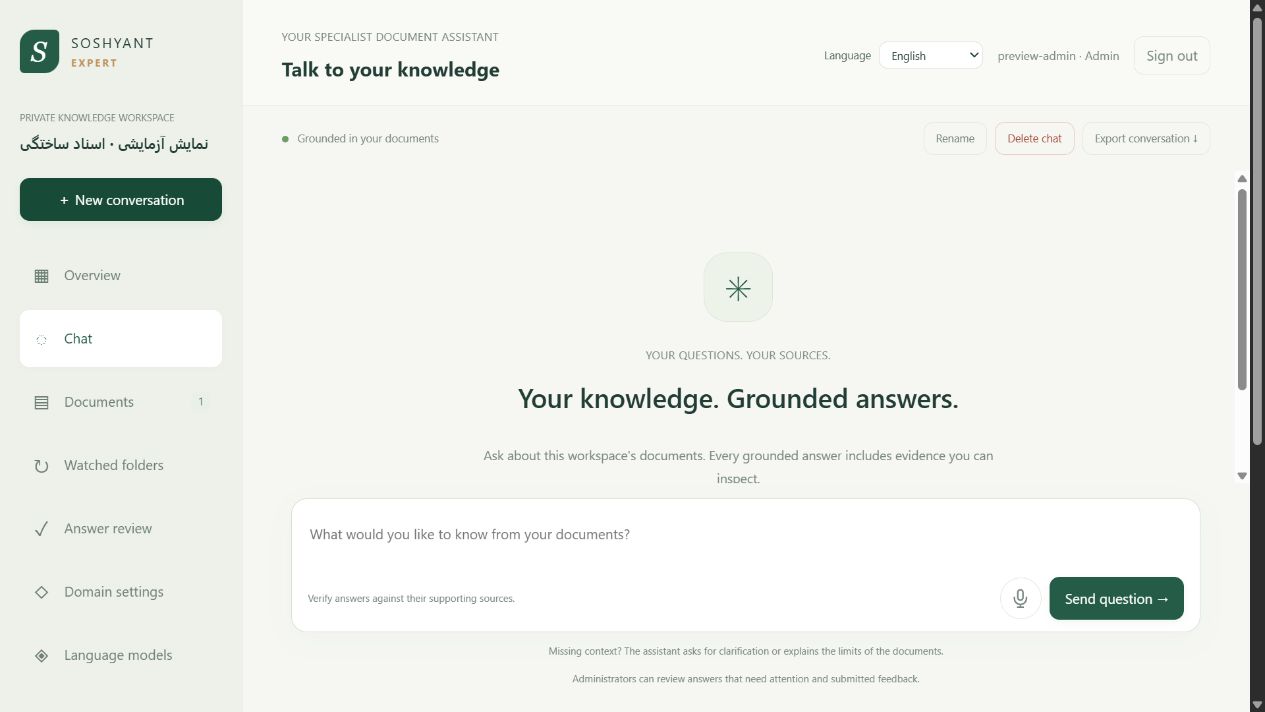 S
SOSHYANT
EXPERT
PRIVATE KNOWLEDGE WORKSPACE
نمایش آزمایشی · اسناد ساختگی
+ New conversation
Overview
Chat
Documents 1
Watched folders
Answer review
Domain settings
Language models
YOUR SPECIALIST DOCUMENT ASSISTANT
Talk to your knowledge
Language English preview-admin · Admin Sign out
Grounded in your documents
Rename Delete chat Export conversation ↓
YOUR QUESTIONS. YOUR SOURCES.
Your knowledge. Grounded answers.
Ask about this workspace's documents. Every grounded answer includes evidence you can
inspect.
What would you like to know from your documents?
Verify answers against their supporting sources.
Send question →
Missing context? The assistant asks for clarification or explains the limits of the documents.
Administrators can review answers that need attention and submitted feedback.